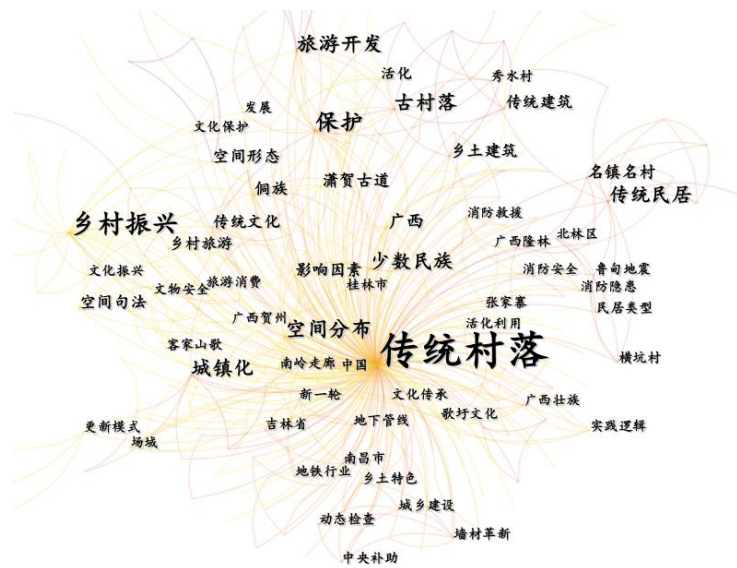 旅游开发
活化
秀水村
古村落
传统建筑
发展
保护
文化保护
空间形态
乡土建筑
名镇名村
侗族
潇贺古道
传统民居
乡村振兴
传统文化
广西
消防救援
乡村旅游
广西隆林
北林区
文化振兴
影响因素
少数民族
消防安全
鲁甸地震
文物安全
旅游消费
桂林市
消防隐患
空间句法
张家寨
民居类型
广西贺州
空间分布
活化利用
客家山歌
传统村落
城镇化
南岭走廊
中国
横坑村
新一轮
文化传承
广西壮族
更新模式
场域
吉林省
地下管线
歌圩文化
实践逻辑
南昌市
地铁行业
乡土特色
城乡建设
动态检查
墙材革新
中央补助